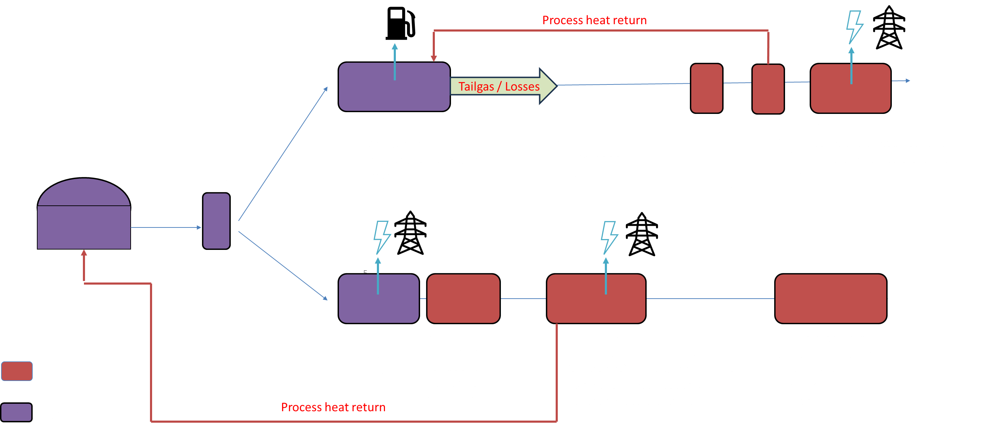 Process heat return
Tailgas / Losses
Process heat return